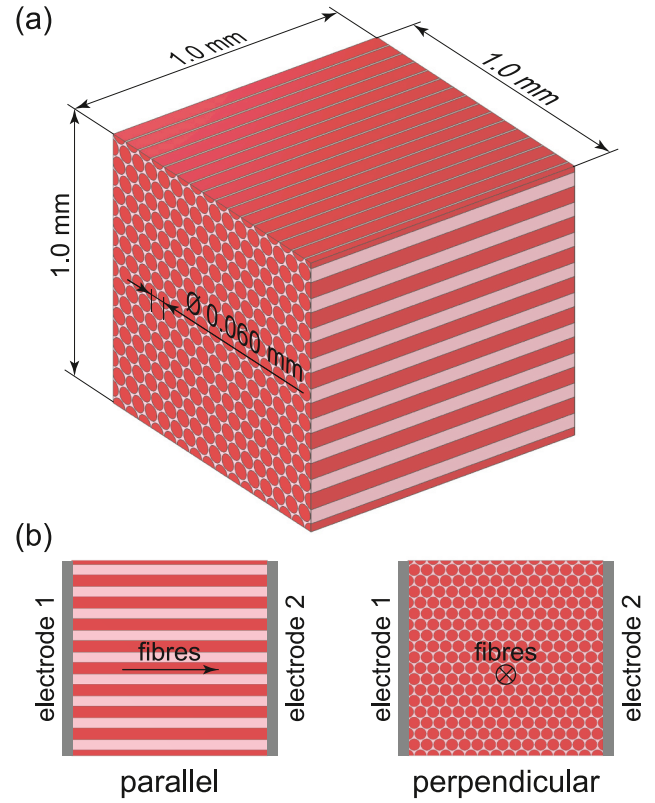 (a)
1.0 mm
1.0 mm
1.0 mm
Ø 0.060 mm
(b)
electrode 1
fibres
electrode 2
electrode 1
fibres
electrode 2
parallel
perpendicular